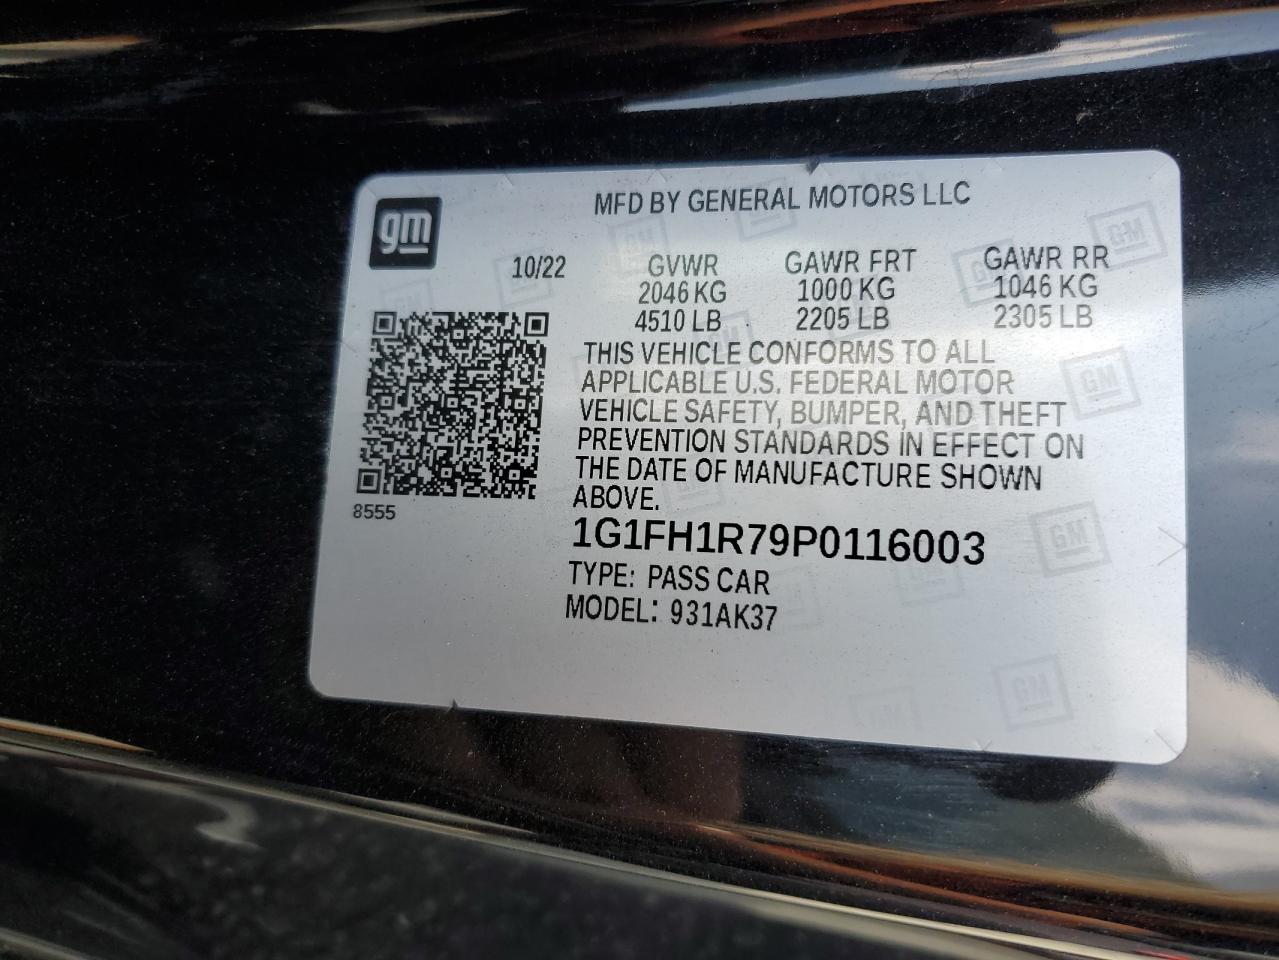 gm
MFD BY GENERAL MOTORS LLC
10/22 GVWR GAWR FRT GAWR RR
2046 KG 1000 KG 1046 KG
4510 LB 2205 LB 2305 LB
THIS VEHICLE CONFORMS TO ALL
APPLICABLE U.S. FEDERAL MOTOR
VEHICLE SAFETY, BUMPER, AND THEFT
PREVENTION STANDARDS IN EFFECT ON
THE DATE OF MANUFACTURE SHOWN
ABOVE.
8555
1G1FH1R79P0116003
TYPE: PASS CAR
MODEL: 931AK37